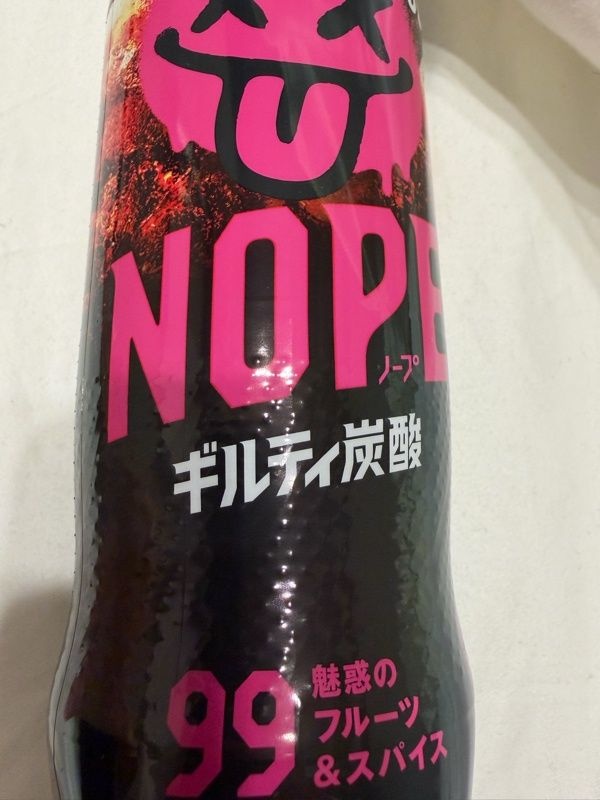 NOPE
ノープ
ギルティ炭酸
99
魅惑の
フルーツ
&スパイス